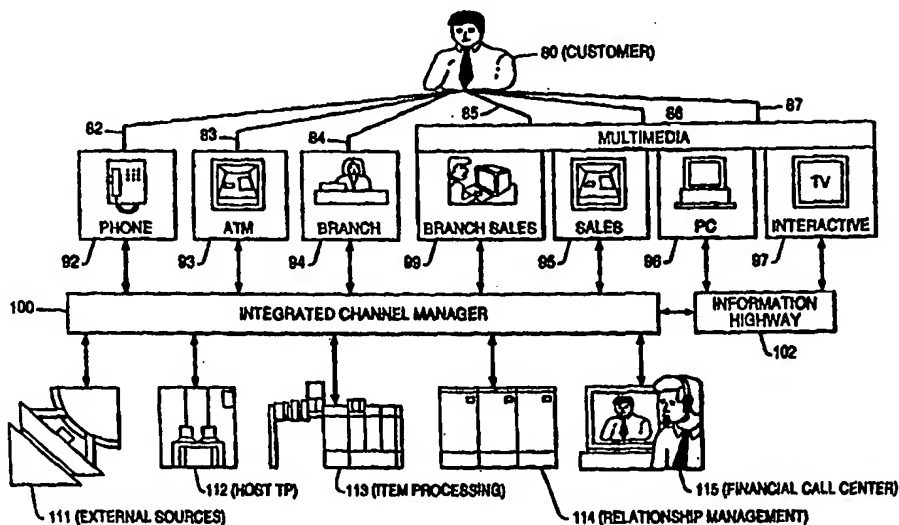 80 (CUSTOMER)
82
83
84
85
86
87
MULTIMEDIA
PHONE
ATM
BRANCH
BRANCH SALES
SALES
PC
TV
INTERACTIVE
92
93
94
99
95
96
97
100
INTEGRATED CHANNEL MANAGER
INFORMATION
HIGHWAY
102
111 (EXTERNAL SOURCES)
112 (HOST TP)
113 (ITEM PROCESSING)
114 (RELATIONSHIP MANAGEMENT)
115 (FINANCIAL CALL CENTER)